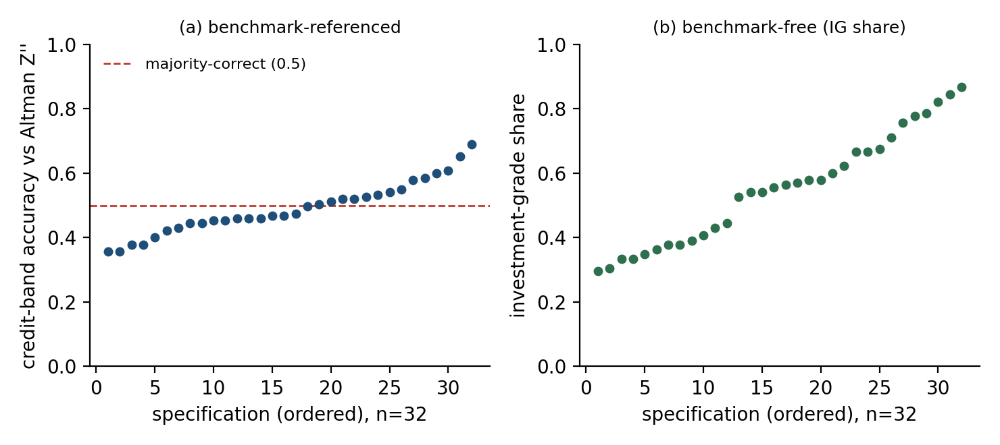 (a) benchmark-referenced
credit-band accuracy vs Altman Z''
1.0
0.8
0.6
0.4
0.2
0.0
majority-correct (0.5)
0 5 10 15 20 25 30
specification (ordered), n=32
(b) benchmark-free (IG share)
investment-grade share
1.0
0.8
0.6
0.4
0.2
0.0
0 5 10 15 20 25 30
specification (ordered), n=32